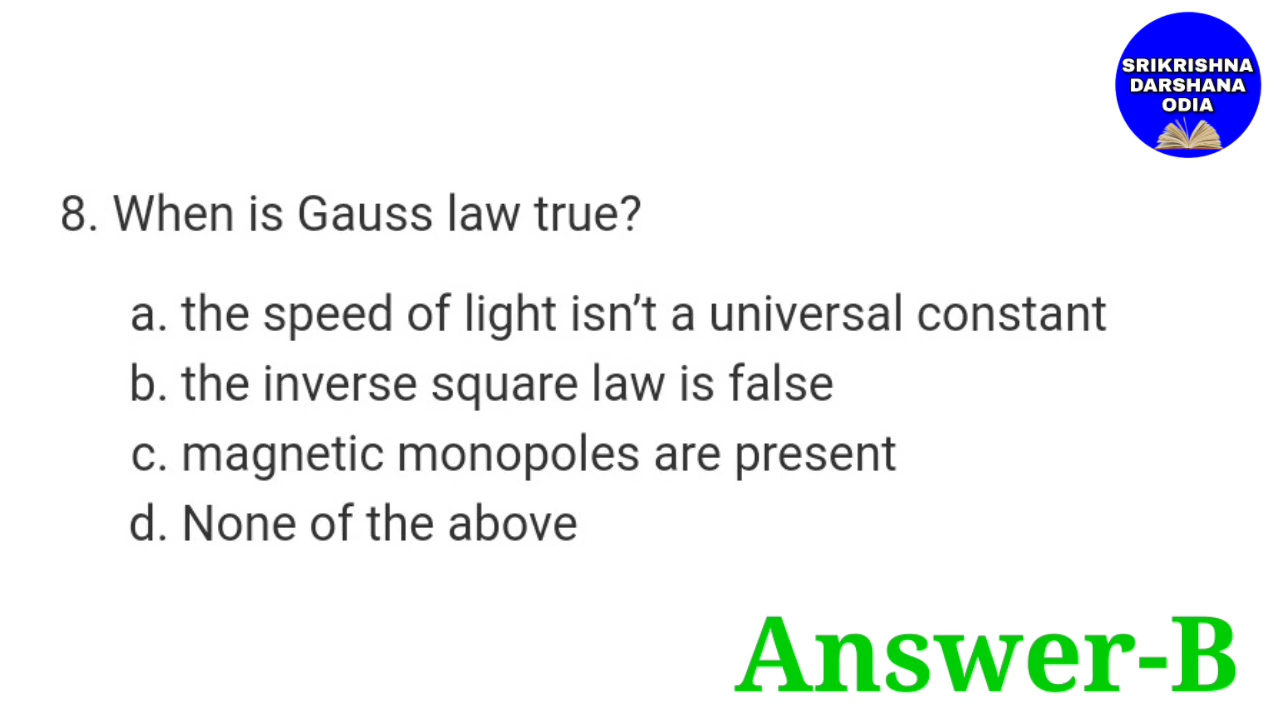 SRIKRISHNA
DARSHANA
ODIA
8. When is Gauss law true?
a. the speed of light isn’t a universal constant
b. the inverse square law is false
c. magnetic monopoles are present
d. None of the above
Answer-B